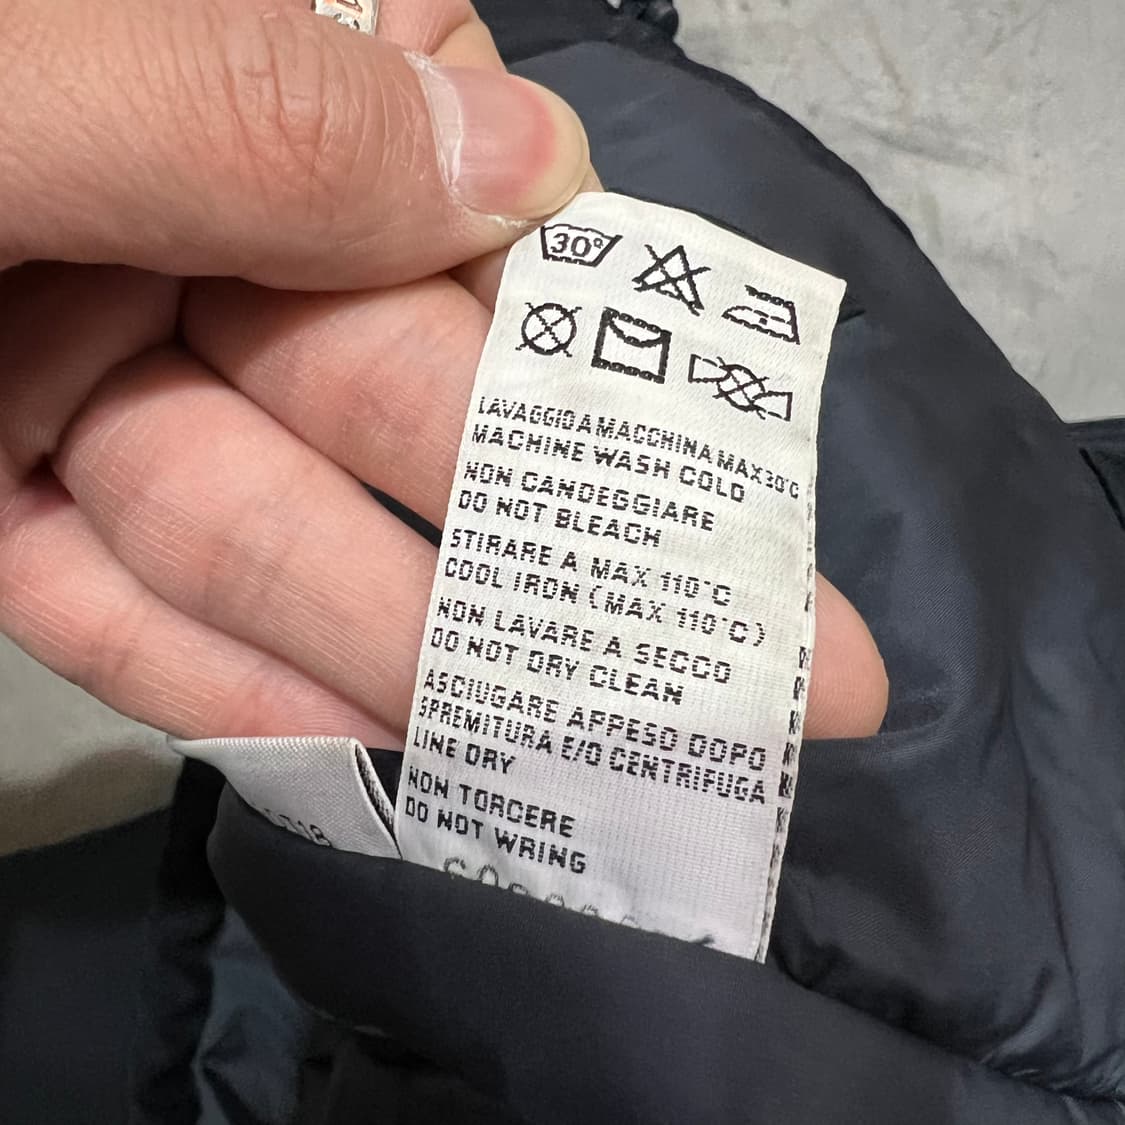 30°
LAVAGGIO A MACCHINA MAX 30°C
MACHINE WASH COLD
NON CANDEGGIARE
DO NOT BLEACH
STIRARE A MAX 110°C
COOL IRON (MAX 110°C)
NON LAVARE A SECCO
DO NOT DRY CLEAN
ASCIUGARE APPESO DOPO
SPREMITURA E/O CENTRIFUGA
LINE DRY
NON TORCERE
DO NOT WRING